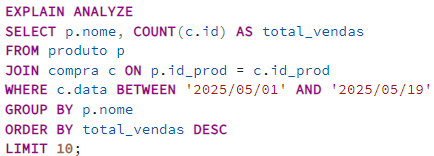 EXPLAIN ANALYZE
SELECT p.nome, COUNT(c.id) AS total_vendas
FROM produto p
JOIN compra c ON p.id_prod = c.id_prod
WHERE c.data BETWEEN '2025/05/01' AND '2025/05/19'
GROUP BY p.nome
ORDER BY total_vendas DESC
LIMIT 10;